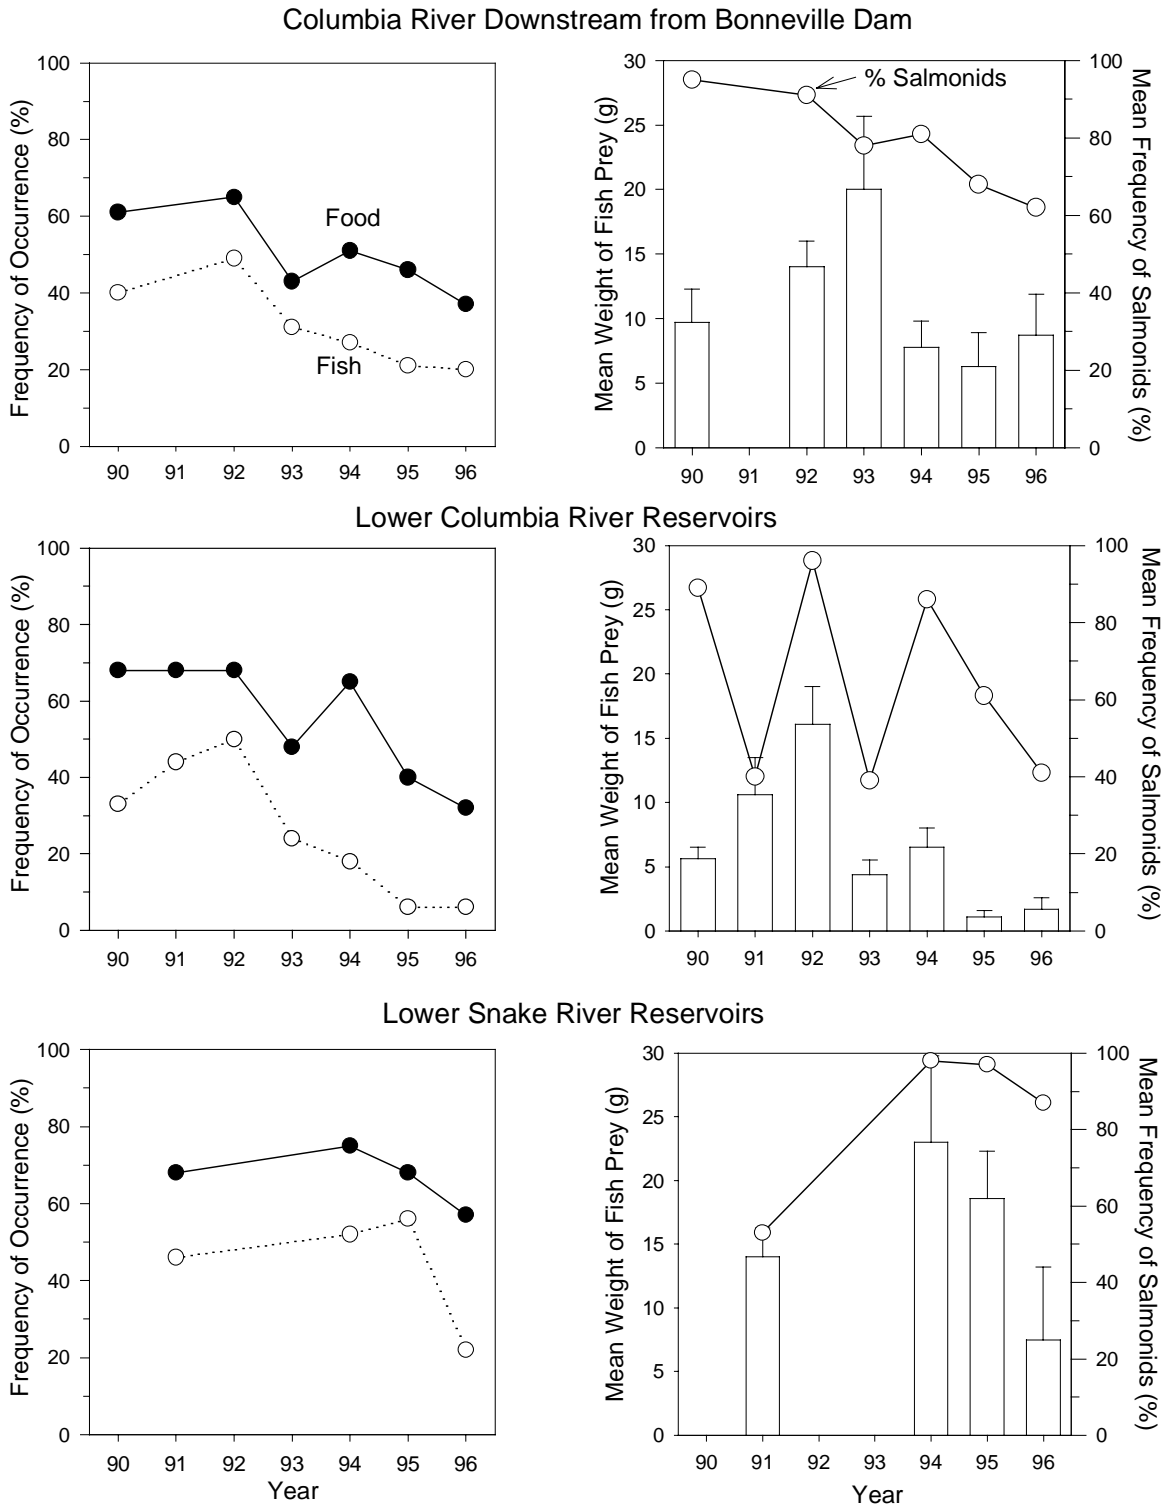 Columbia River Downstream from Bonneville Dam
Frequency of Occurrence (%)
100
80
60
40
20
0
Food
Fish
90 91 92 93 94 95 96
Mean Weight of Fish Prey (g)
30
25
20
15
10
5
0
% Salmonids
100
80
60
40
20
0
Mean Frequency of Salmonids (%)
90 91 92 93 94 95 96
Lower Columbia River Reservoirs
Frequency of Occurrence (%)
100
80
60
40
20
0
90 91 92 93 94 95 96
Mean Weight of Fish Prey (g)
30
25
20
15
10
5
0
100
80
60
40
20
0
Mean Frequency of Salmonids (%)
90 91 92 93 94 95 96
Lower Snake River Reservoirs
Frequency of Occurrence (%)
100
80
60
40
20
0
90 91 92 93 94 95 96
Year
Mean Weight of Fish Prey (g)
30
25
20
15
10
5
0
100
80
60
40
20
0
Mean Frequency of Salmonids (%)
90 91 92 93 94 95 96
Year